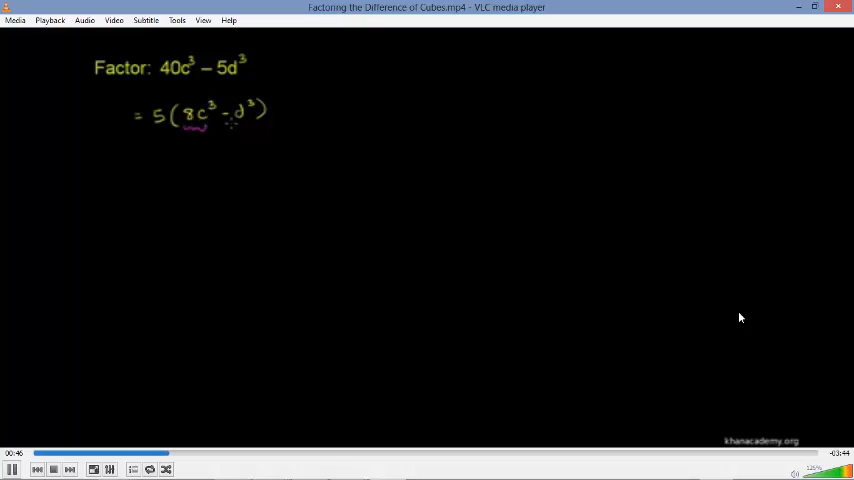 Factoring the Difference of Cubes.mp4 - VLC media player
Media Playback Audio Video Subtitle Tools View Help
Factor: 40c³ – 5d³
= 5(8c³ - d³)
khanacademy.org
00:46 -03:44
125%